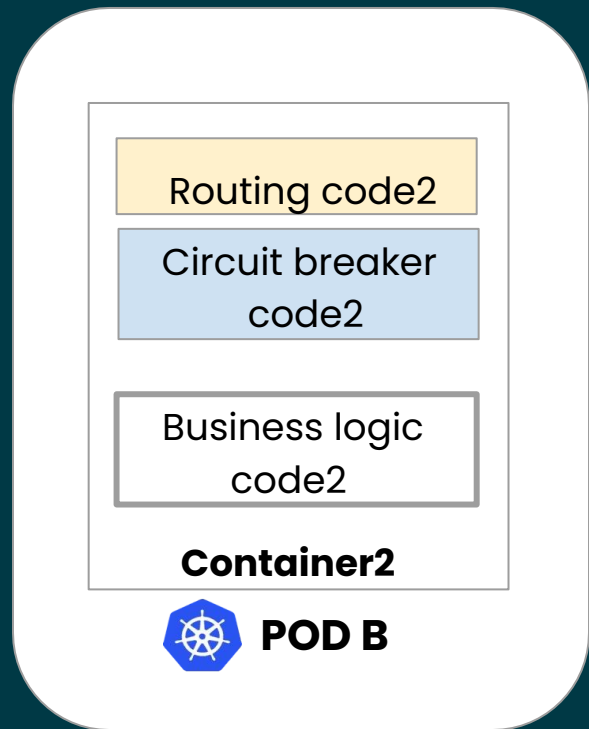 Routing code2
Circuit breaker
code2
Business logic
code2
Container2
POD B